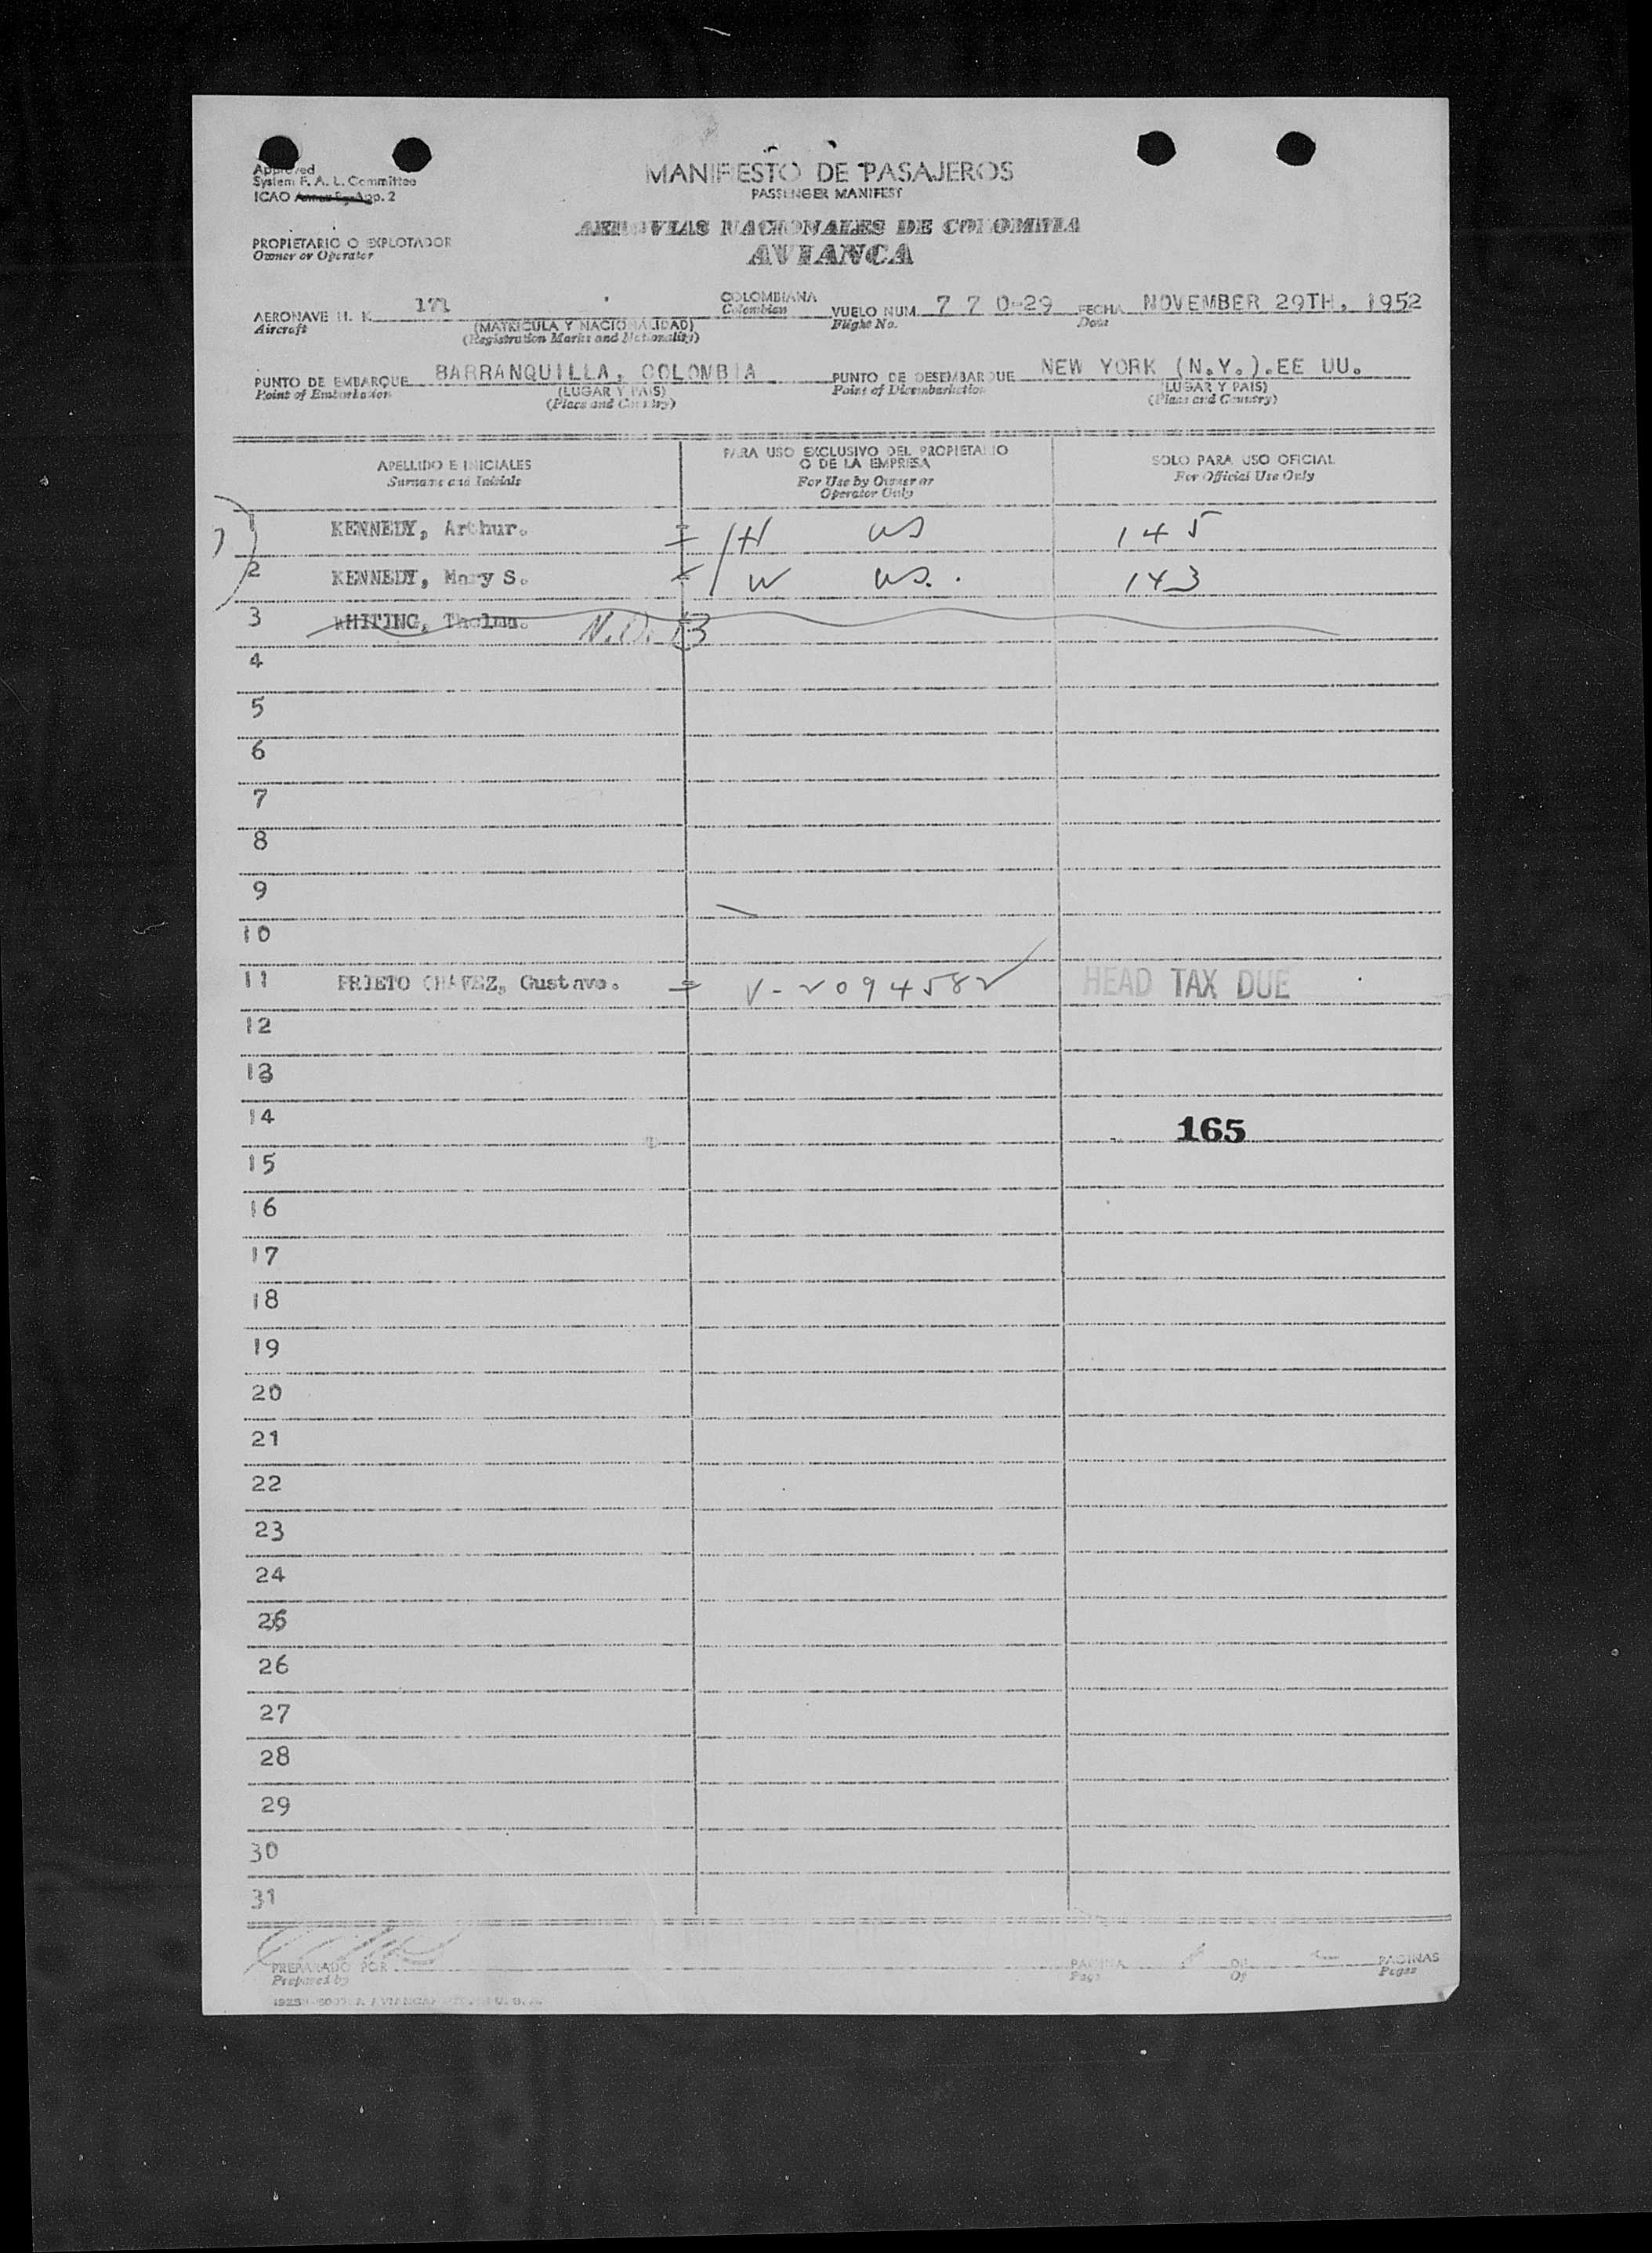 Approved
System F. A. L. Committee
ICAO Annex 9, App. 2
MANIFIESTO DE PASAJEROS
PASSENGER MANIFEST
AEROVIAS NACIONALES DE COLOMBIA
AVIANCA
PROPIETARIO O EXPLOTADOR
Owner or Operator
AERONAVE H. K. 171 COLOMBIANA VUELO NUM. 7 7 0-29 FECHA NOVEMBER 29TH, 1952
Aircraft (MATRICULA Y NACIONALIDAD) Colombian Flight No. Date
(Registration Marks and Nationality)
PUNTO DE EMBARQUE BARRANQUILLA, COLOMBIA PUNTO DE DESEMBARQUE NEW YORK (N.Y.).EE UU.
Point of Embarkation (LUGAR Y PAIS) Point of Disembarkation (LUGAR Y PAIS)
(Place and Country) (Place and Country)
APELLIDO E INICIALES PARA USO EXCLUSIVO DEL PROPIETARIO O DE LA EMPRESA SOLO PARA USO OFICIAL
Surname and Initials For Use by Owner or Operator Only For Official Use Only
1 KENNEDY, Arthur. H US 145
2 KENNEDY, Mary S. W US. 143
3 WHITING, Thelma.
4
5
6
7
8
9
10
11 PRIETO CHAVEZ, Gustavo. V-2094582 HEAD TAX DUE
12
13
14 165
15
16
17
18
19
20
21
22
23
24
26
26
27
28
29
30
31
PREPARADO POR PAGINA DE PAGINAS
Prepared by Page Of Pages